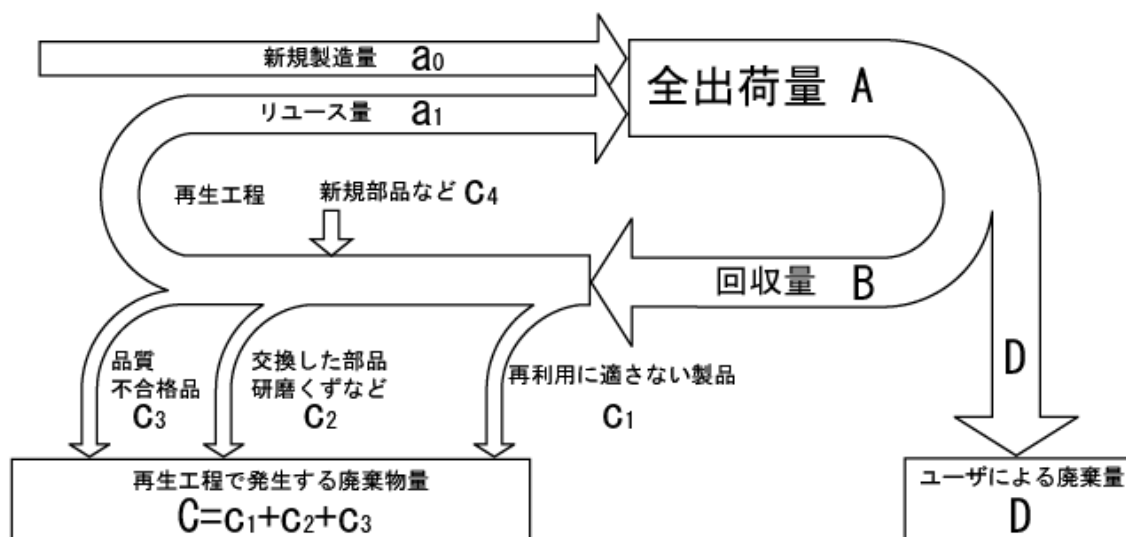 新規製造量 a0
全出荷量 A
リユース量 a1
再生工程
新規部品など C4
回収量 B
品質
不合格品
C3
交換した部品
研磨くずなど
C2
再利用に適さない製品
C1
D
再生工程で発生する廃棄物量
C=C1+C2+C3
ユーザによる廃棄量
D